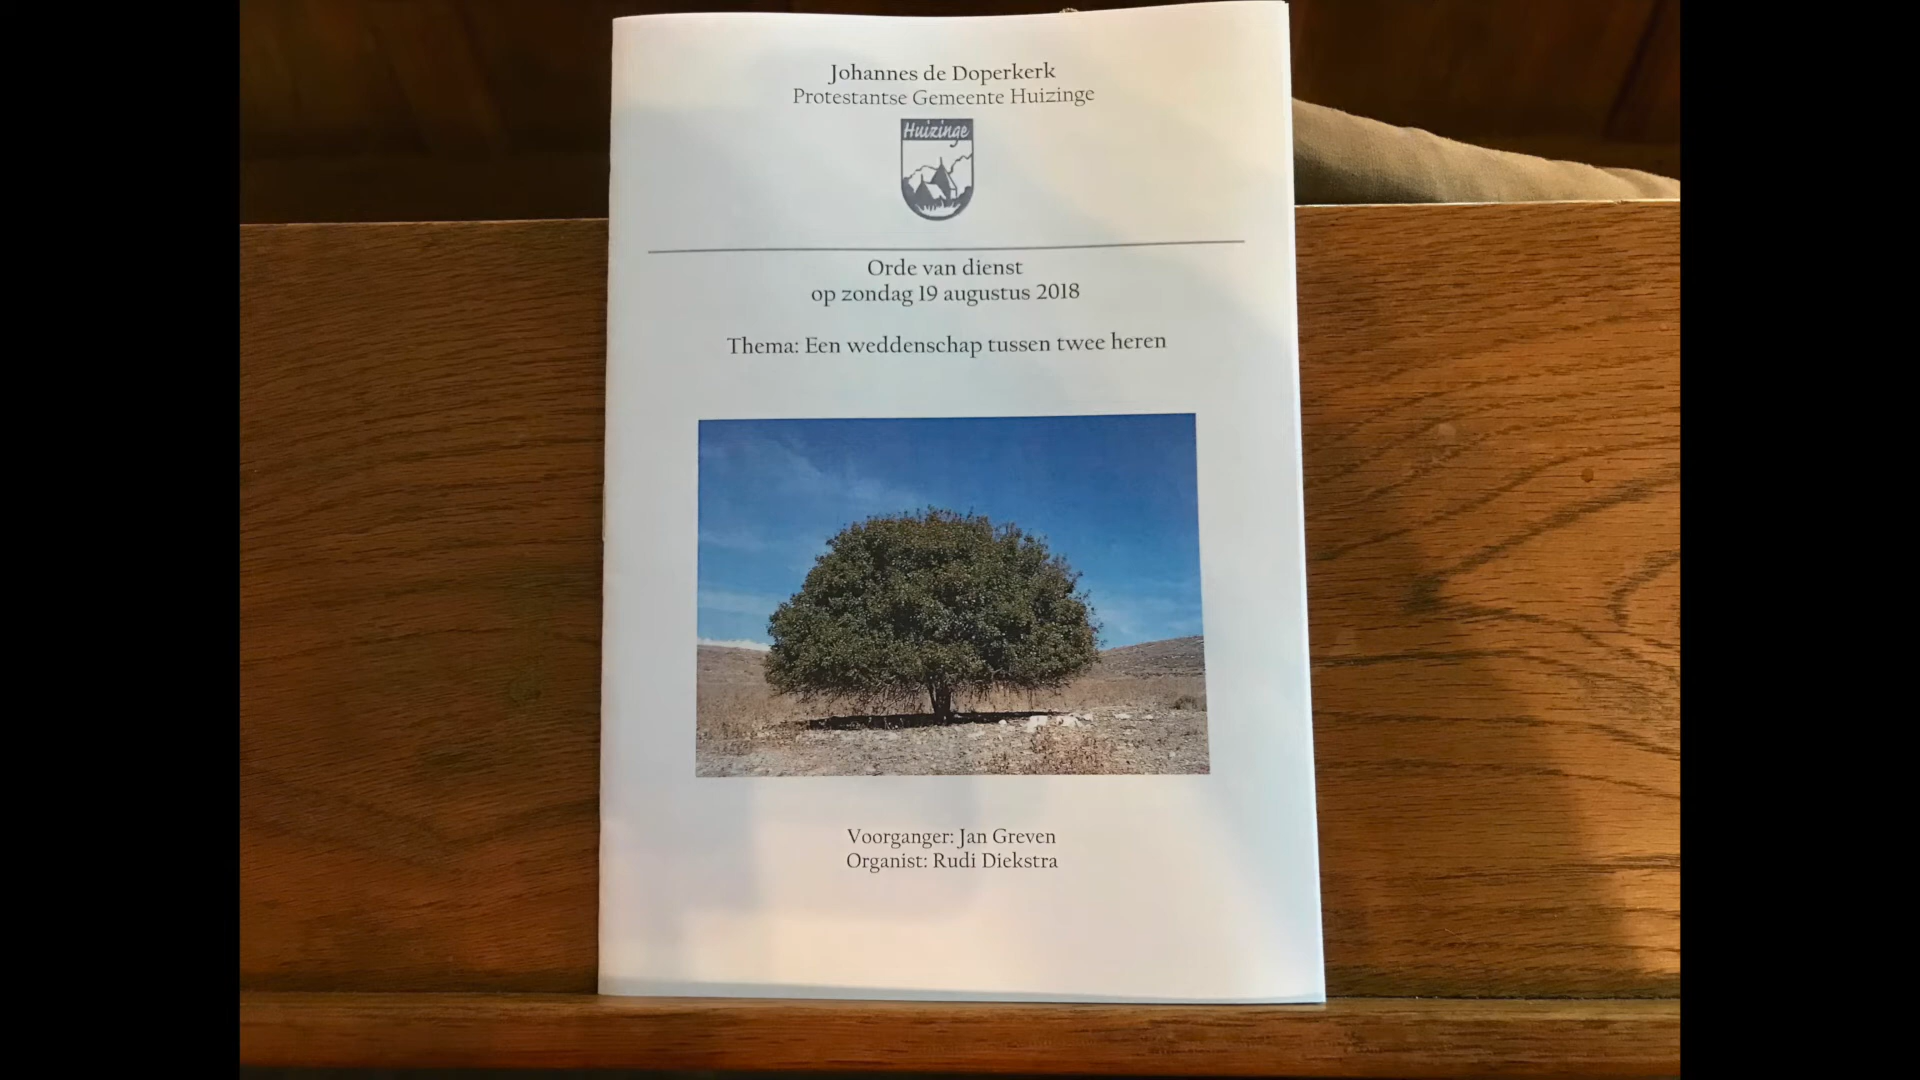 Johannes de Doperkerk
Protestantse Gemeente Huizinge
Huizinge
Orde van dienst
op zondag 19 augustus 2018
Thema: Een weddenschap tussen twee heren
Voorganger: Jan Greven
Organist: Rudi Diekstra